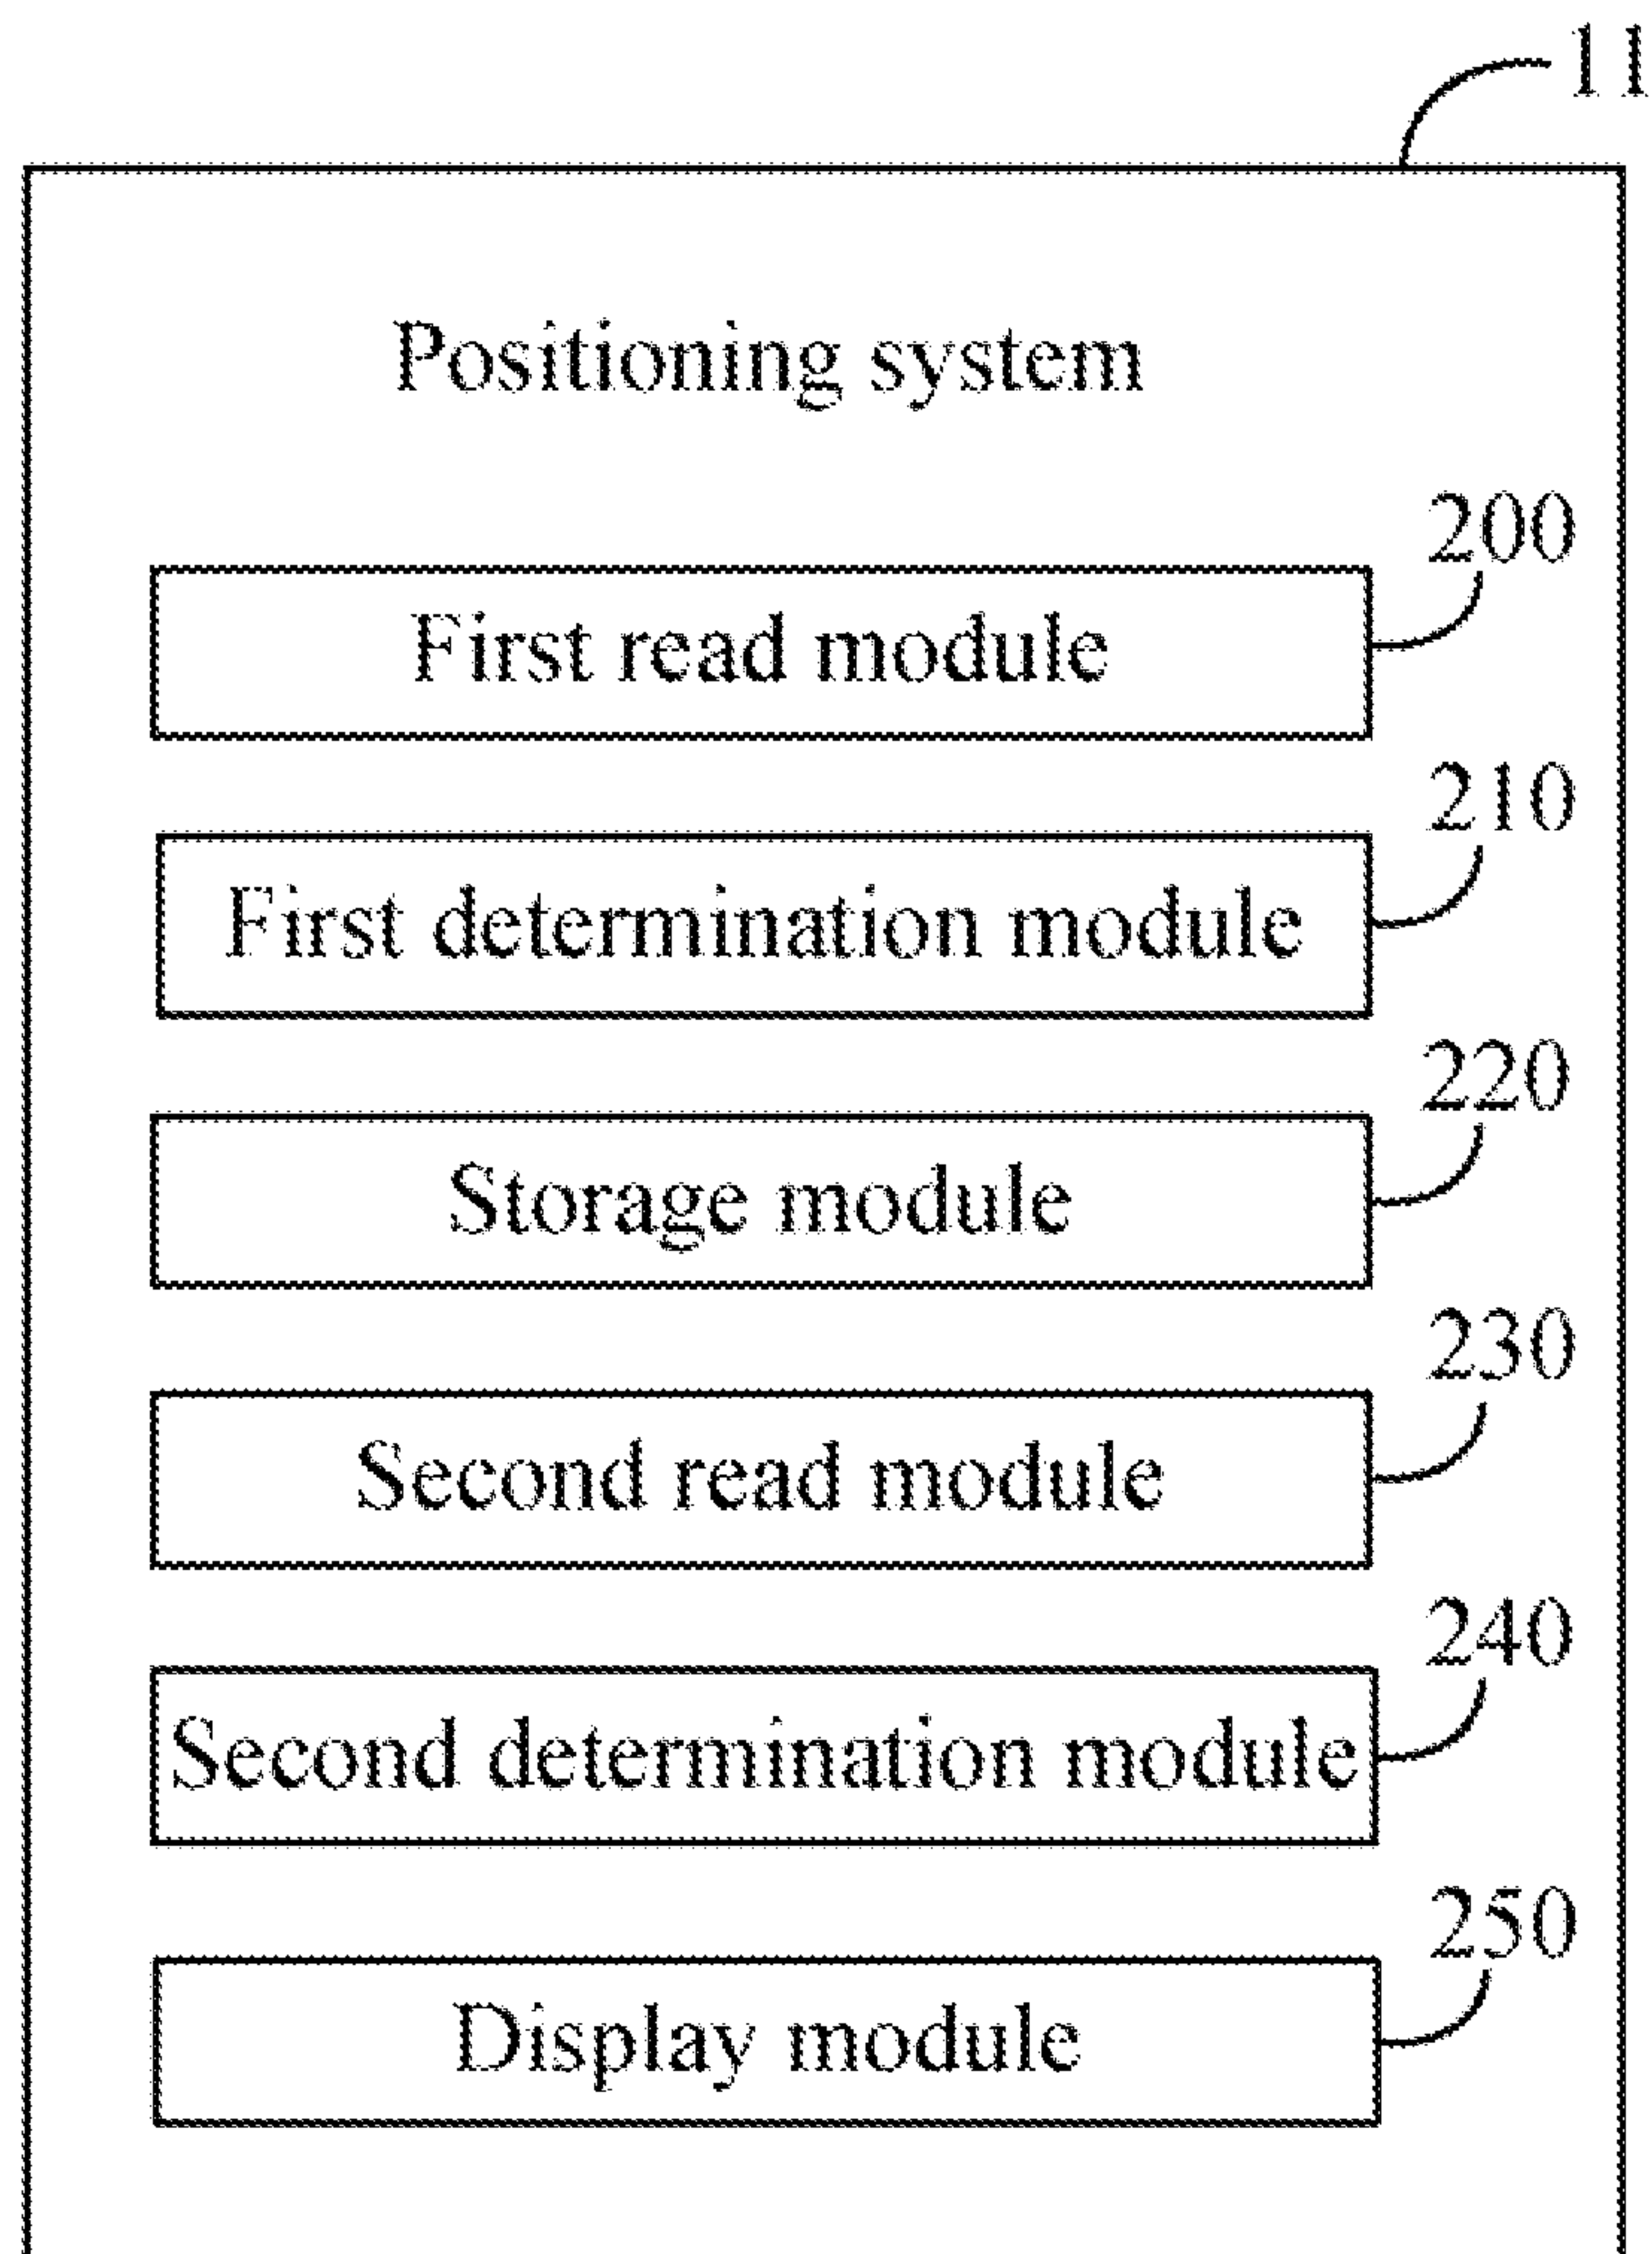 11
Positioning system
200
First read module
210
First determination module
220
Storage module
230
Second read module
240
Second determination module
250
Display module